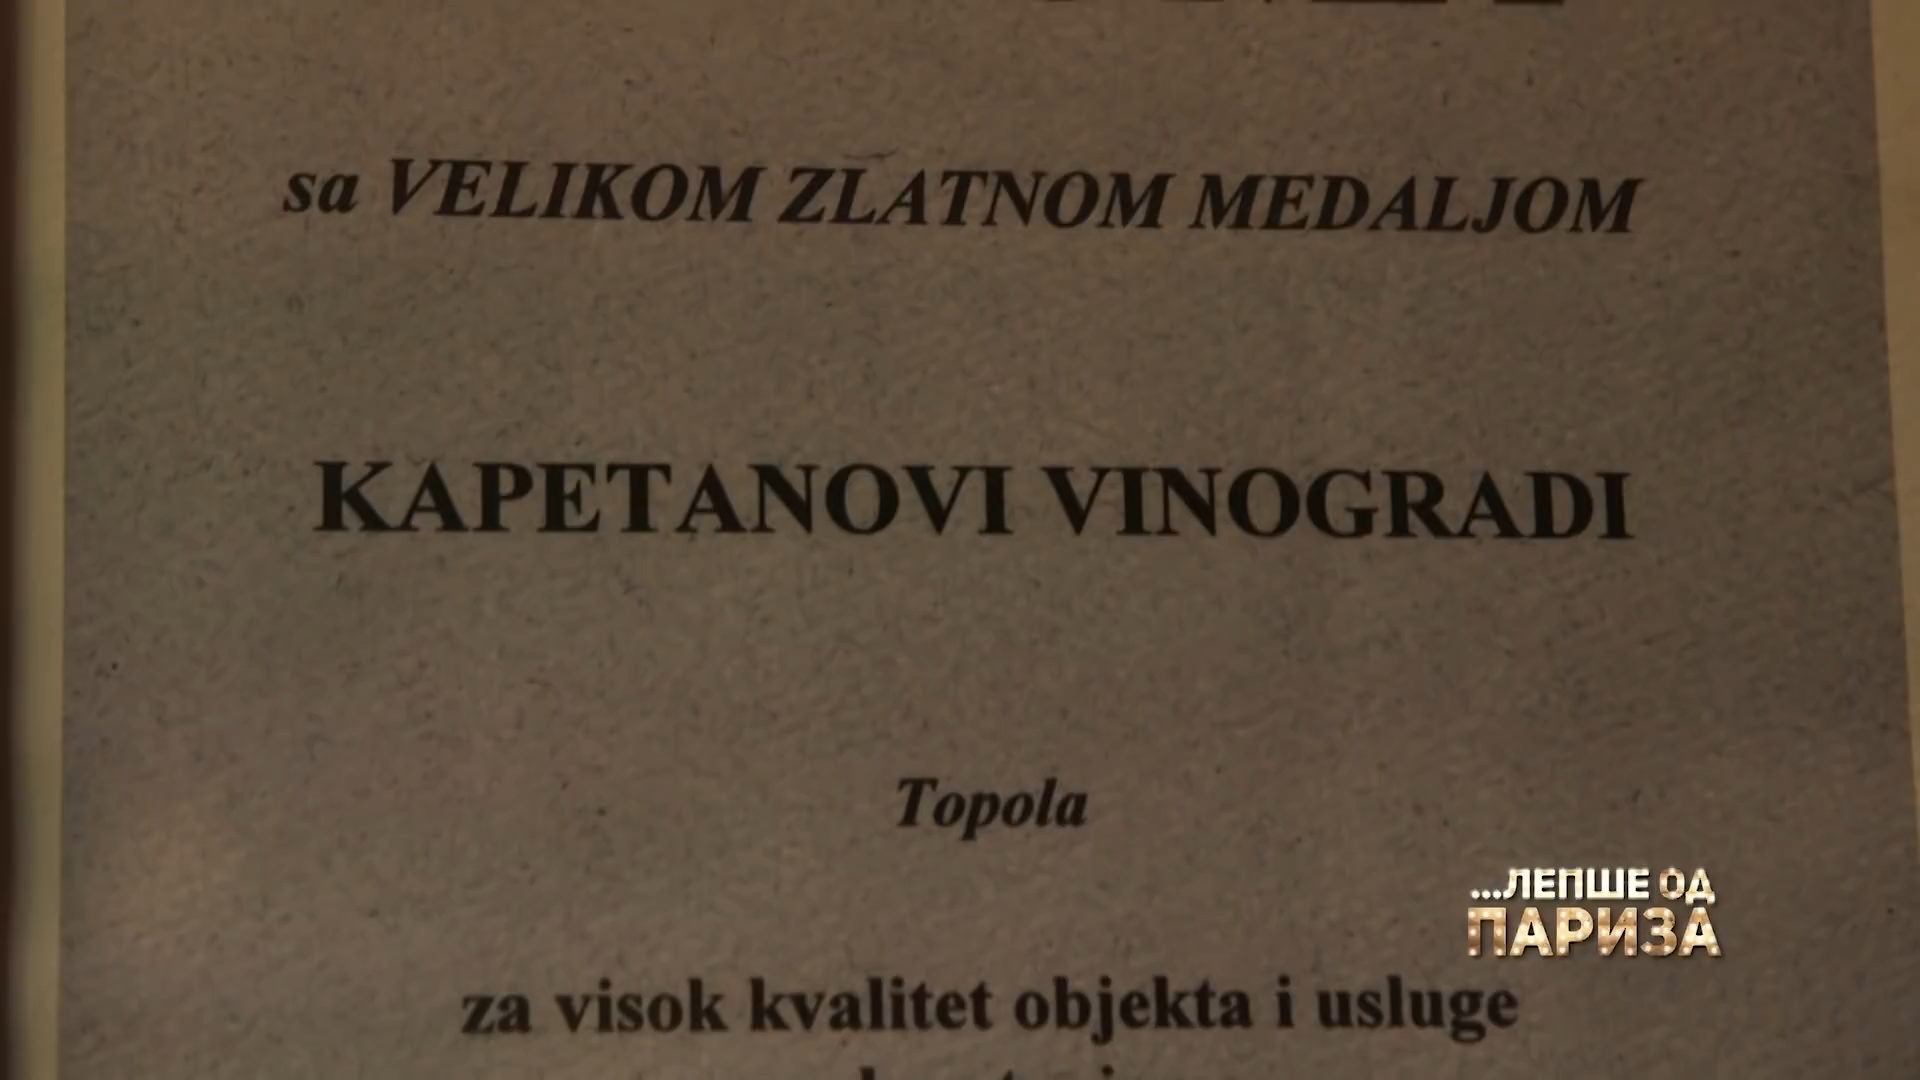 sa VELIKOM ZLATNOM MEDALJOM
KAPETANOVI VINOGRADI
Topola
...ЛЕПШЕ ОД
ПАРИЗА
za visok kvalitet objekta i usluge